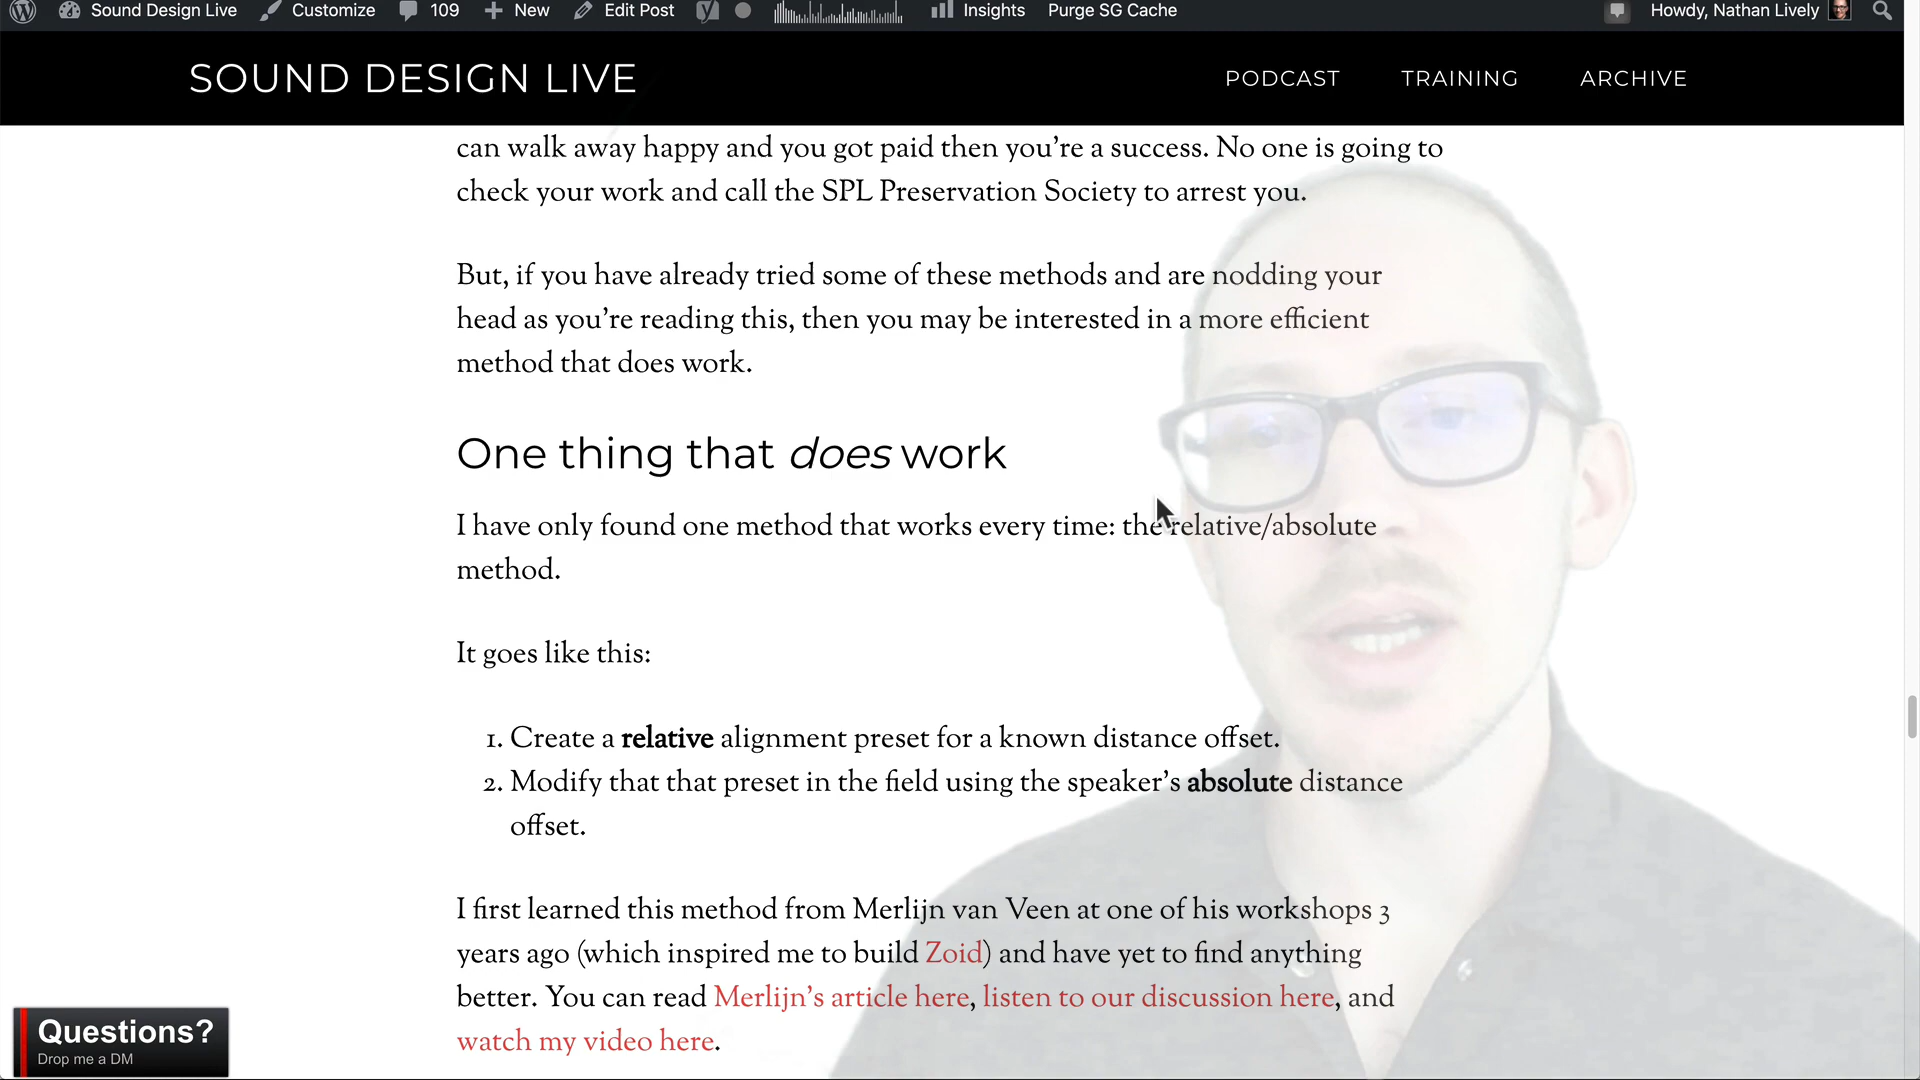 Sound Design Live Customize 109 New Edit Post Insights Purge SG Cache Howdy, Nathan Lively
SOUND DESIGN LIVE PODCAST TRAINING ARCHIVE
can walk away happy and you got paid then you’re a success. No one is going to
check your work and call the SPL Preservation Society to arrest you.
But, if you have already tried some of these methods and are nodding your
head as you’re reading this, then you may be interested in a more efficient
method that does work.
One thing that does work
I have only found one method that works every time: the relative/absolute
method.
It goes like this:
1. Create a relative alignment preset for a known distance offset.
2. Modify that that preset in the field using the speaker’s absolute distance
offset.
I first learned this method from Merlijn van Veen at one of his workshops 3
years ago (which inspired me to build Zoid) and have yet to find anything
better. You can read Merlijn’s article here, listen to our discussion here, and
watch my video here.
Questions?
Drop me a DM